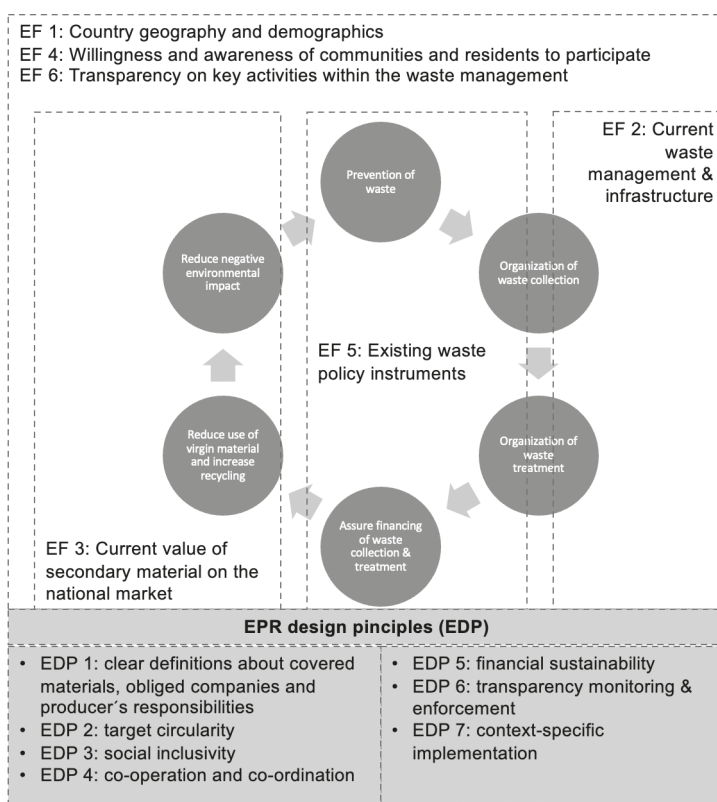 EF 1: Country geography and demographics
EF 4: Willingness and awareness of communities and residents to participate
EF 6: Transparency on key activities within the waste management
EF 2: Current
waste
management &
infrastructure
Prevention of
waste
Organization of
waste collection
Organization of
waste
treatment
Assure financing
of waste
collection &
treatment
Reduce use of
virgin material
and increase
recycling
Reduce negative
environmental
impact
EF 5: Existing waste
policy instruments
EF 3: Current value of
secondary material on the
national market
EPR design pinciples (EDP)
• EDP 1: clear definitions about covered
materials, obliged companies and
producer´s responsibilities
• EDP 2: target circularity
• EDP 3: social inclusivity
• EDP 4: co-operation and co-ordination
• EDP 5: financial sustainability
• EDP 6: transparency monitoring &
enforcement
• EDP 7: context-specific
implementation